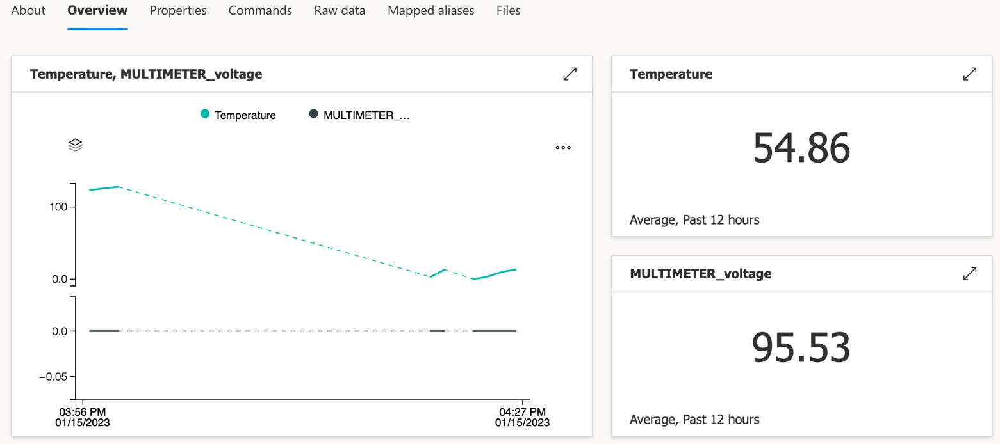 About Overview Properties Commands Raw data Mapped aliases Files
Temperature, MULTIMETER_voltage
Temperature MULTIMETER_...
100
0.0
0.0
−0.05
03:56 PM 04:27 PM
01/15/2023 01/15/2023
Temperature
54.86
Average, Past 12 hours
MULTIMETER_voltage
95.53
Average, Past 12 hours